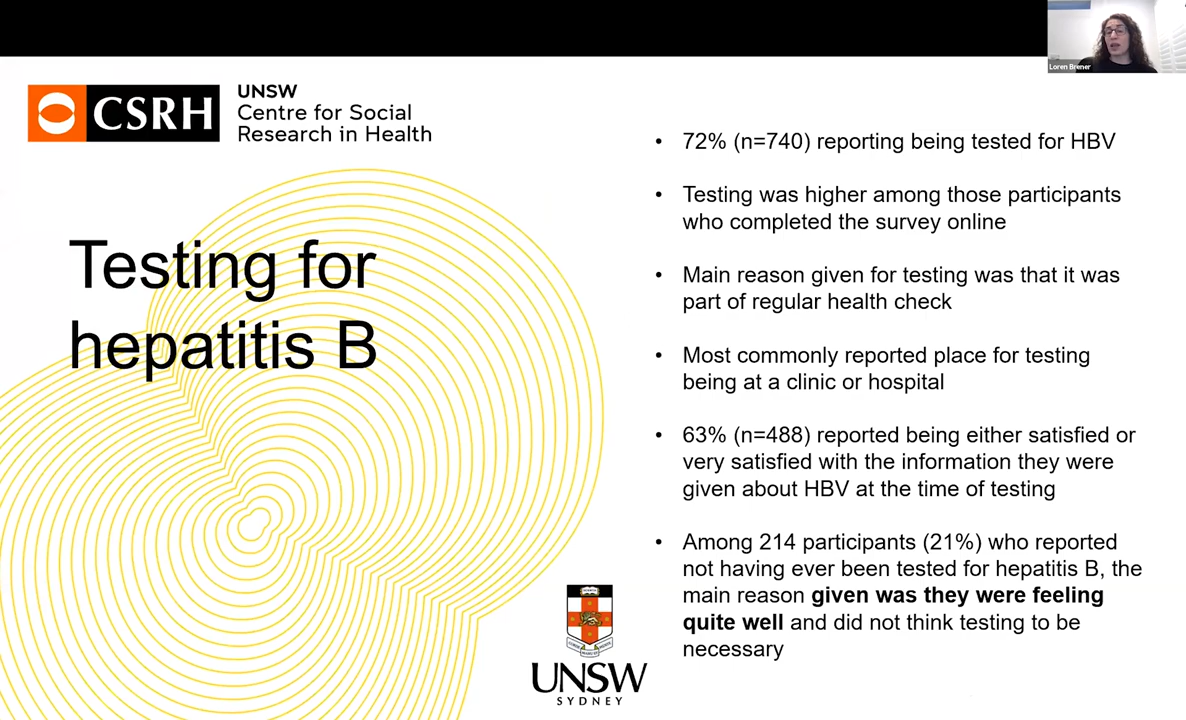 Loren Brener
CSRH
UNSW
Centre for Social
Research in Health
Testing for
hepatitis B
• 72% (n=740) reporting being tested for HBV
• Testing was higher among those participants
who completed the survey online
• Main reason given for testing was that it was
part of regular health check
• Most commonly reported place for testing
being at a clinic or hospital
• 63% (n=488) reported being either satisfied or
very satisfied with the information they were
given about HBV at the time of testing
• Among 214 participants (21%) who reported
not having ever been tested for hepatitis B, the
main reason given was they were feeling
quite well and did not think testing to be
necessary
UNSW
SYDNEY